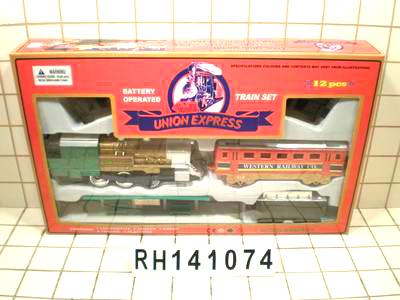 SPECIFICATIONS COLOURS AND CONTENTS MAY VARY FROM ILLUSTRATIONS
12 pcs
BATTERY OPERATED
TRAIN SET
UNION EXPRESS
WESTERN RAILWAY CO.
RH141074